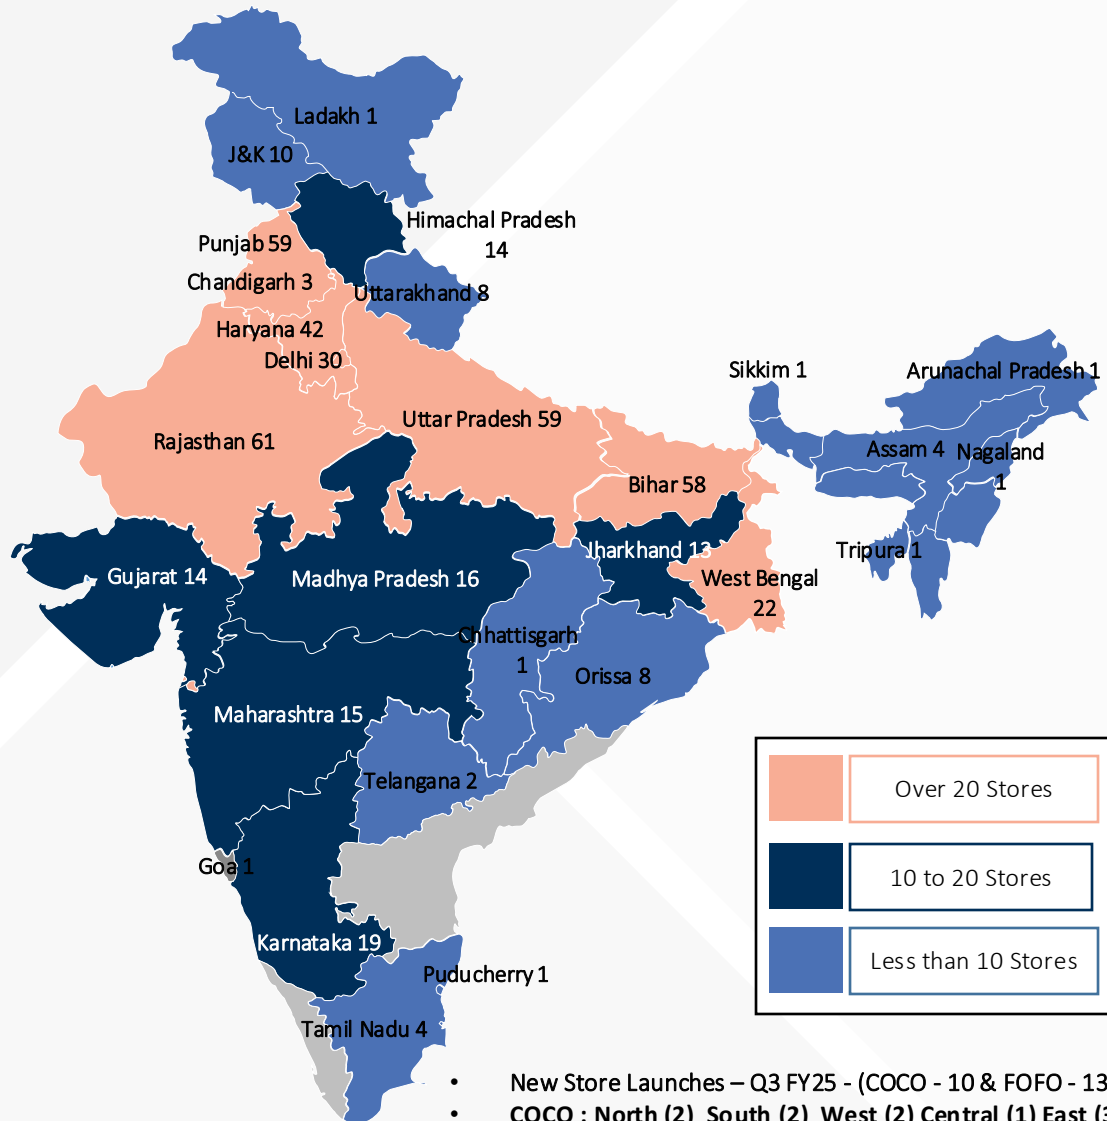 Ladakh 1
J&K 10
Himachal Pradesh
14
Punjab 59
Chandigarh 3
Uttarakhand 8
Haryana 42
Delhi 30
Sikkim 1
Arunachal Pradesh 1
Uttar Pradesh 59
Rajasthan 61
Assam 4
Nagaland
1
Bihar 58
Tripura 1
Jharkhand 13
Gujarat 14
Madhya Pradesh 16
West Bengal
22
Chhattisgarh
1
Orissa 8
Maharashtra 15
Telangana 2
Over 20 Stores
Goa 1
10 to 20 Stores
Karnataka 19
Less than 10 Stores
Puducherry 1
Tamil Nadu 4
• New Store Launches – Q3 FY25 - (COCO - 10 & FOFO - 13
• COCO : North (2) South (2) West (2) Central (1) East (3